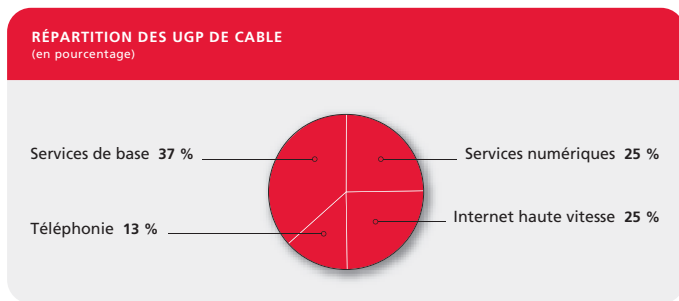 RÉPARTITION DES UGP DE CABLE
(en pourcentage)
Services de base 37 %
Services numériques 25 %
Téléphonie 13 %
Internet haute vitesse 25 %